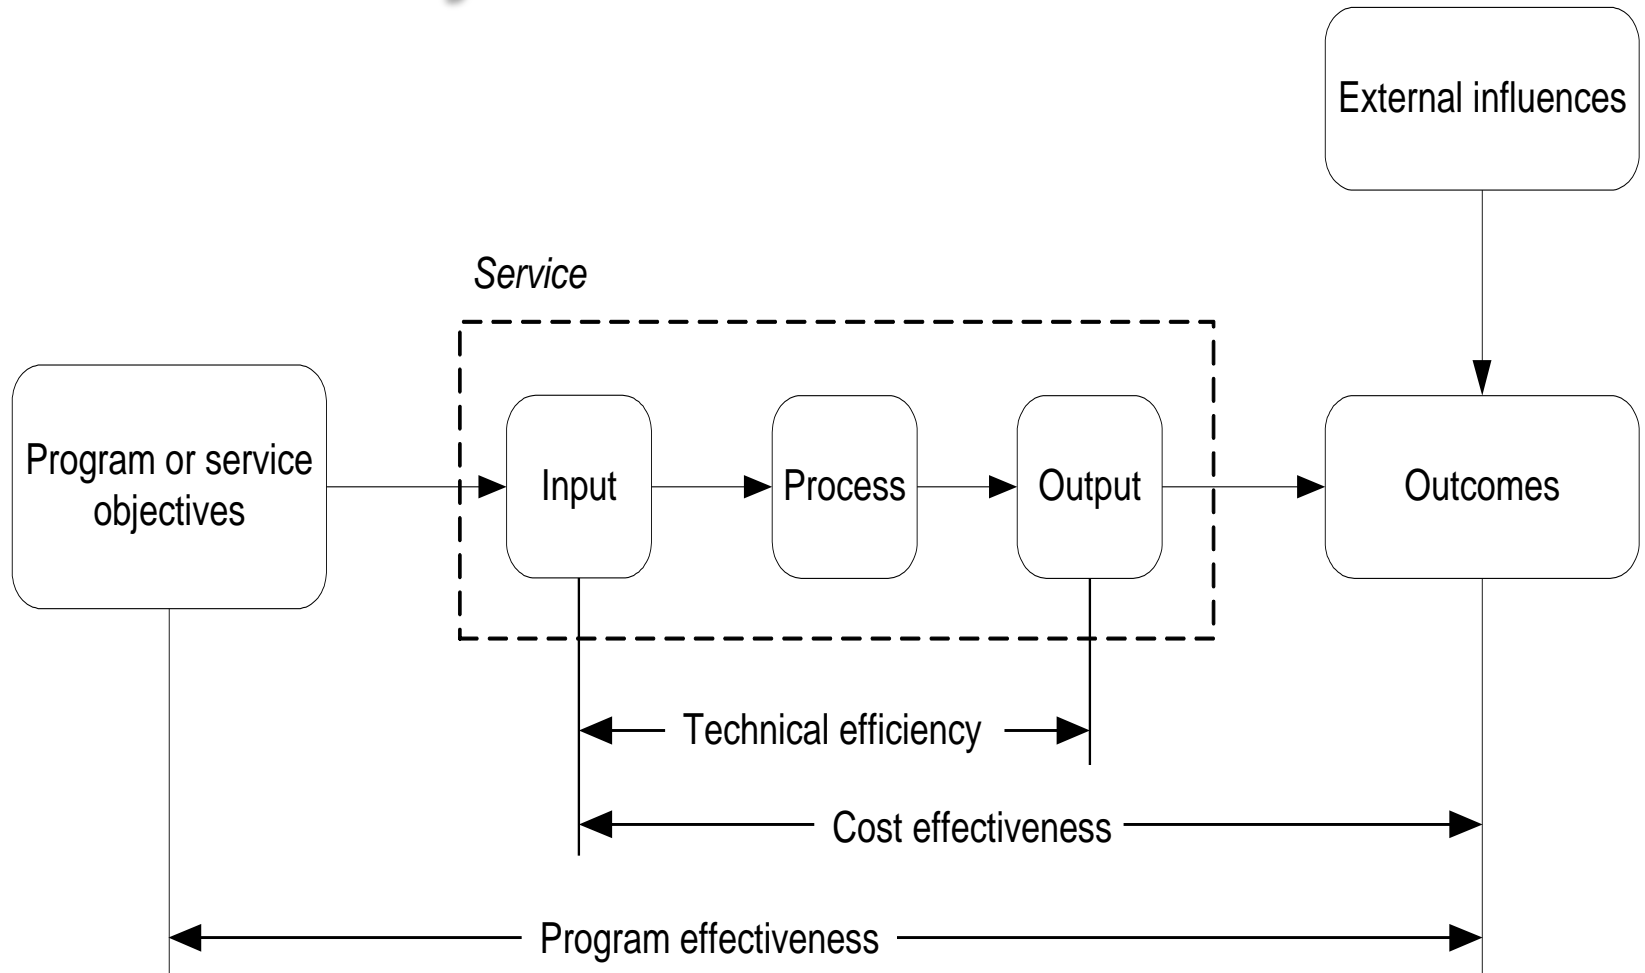 External influences
Service
Program or service
objectives
Input
Process
Output
Outcomes
Technical efficiency
Cost effectiveness
Program effectiveness